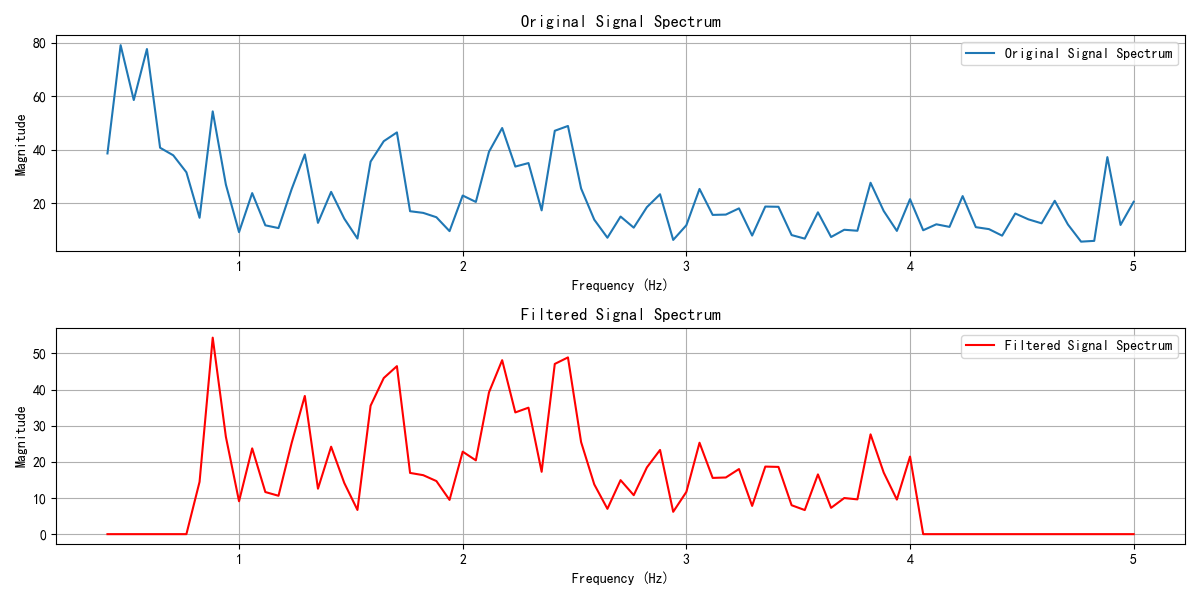 Original Signal Spectrum
Original Signal Spectrum
Magnitude
80
60
40
20
1 2 3 4 5
Frequency (Hz)
Filtered Signal Spectrum
Filtered Signal Spectrum
Magnitude
50
40
30
20
10
0
1 2 3 4 5
Frequency (Hz)